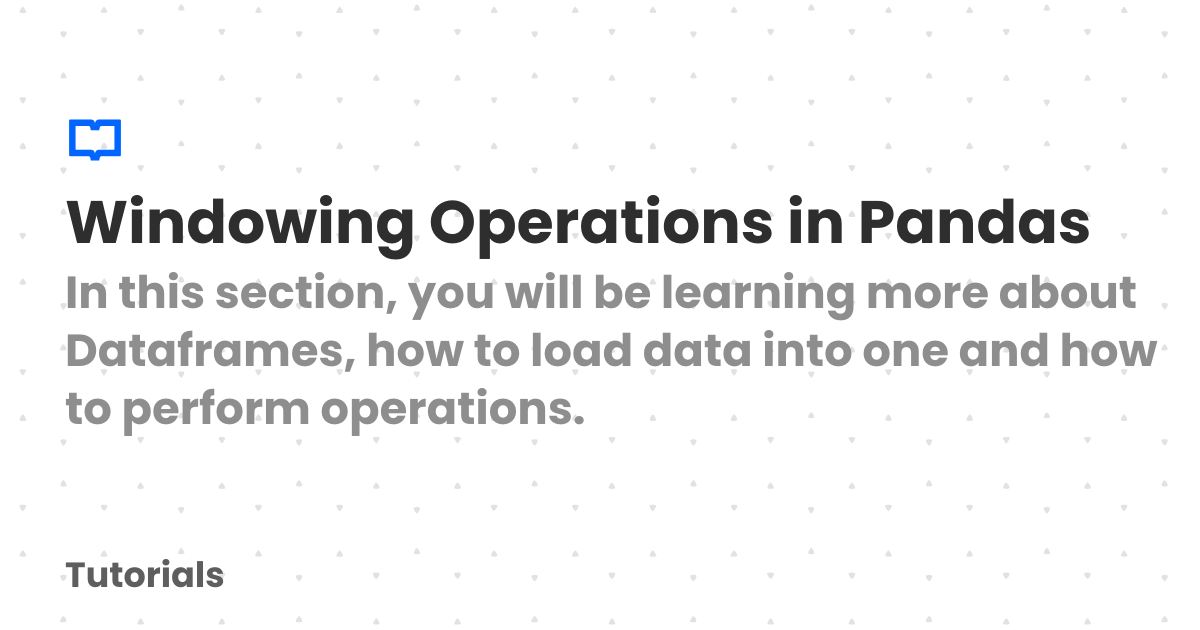 Windowing Operations in Pandas
In this section, you will be learning more about
Dataframes, how to load data into one and how
to perform operations.
Tutorials